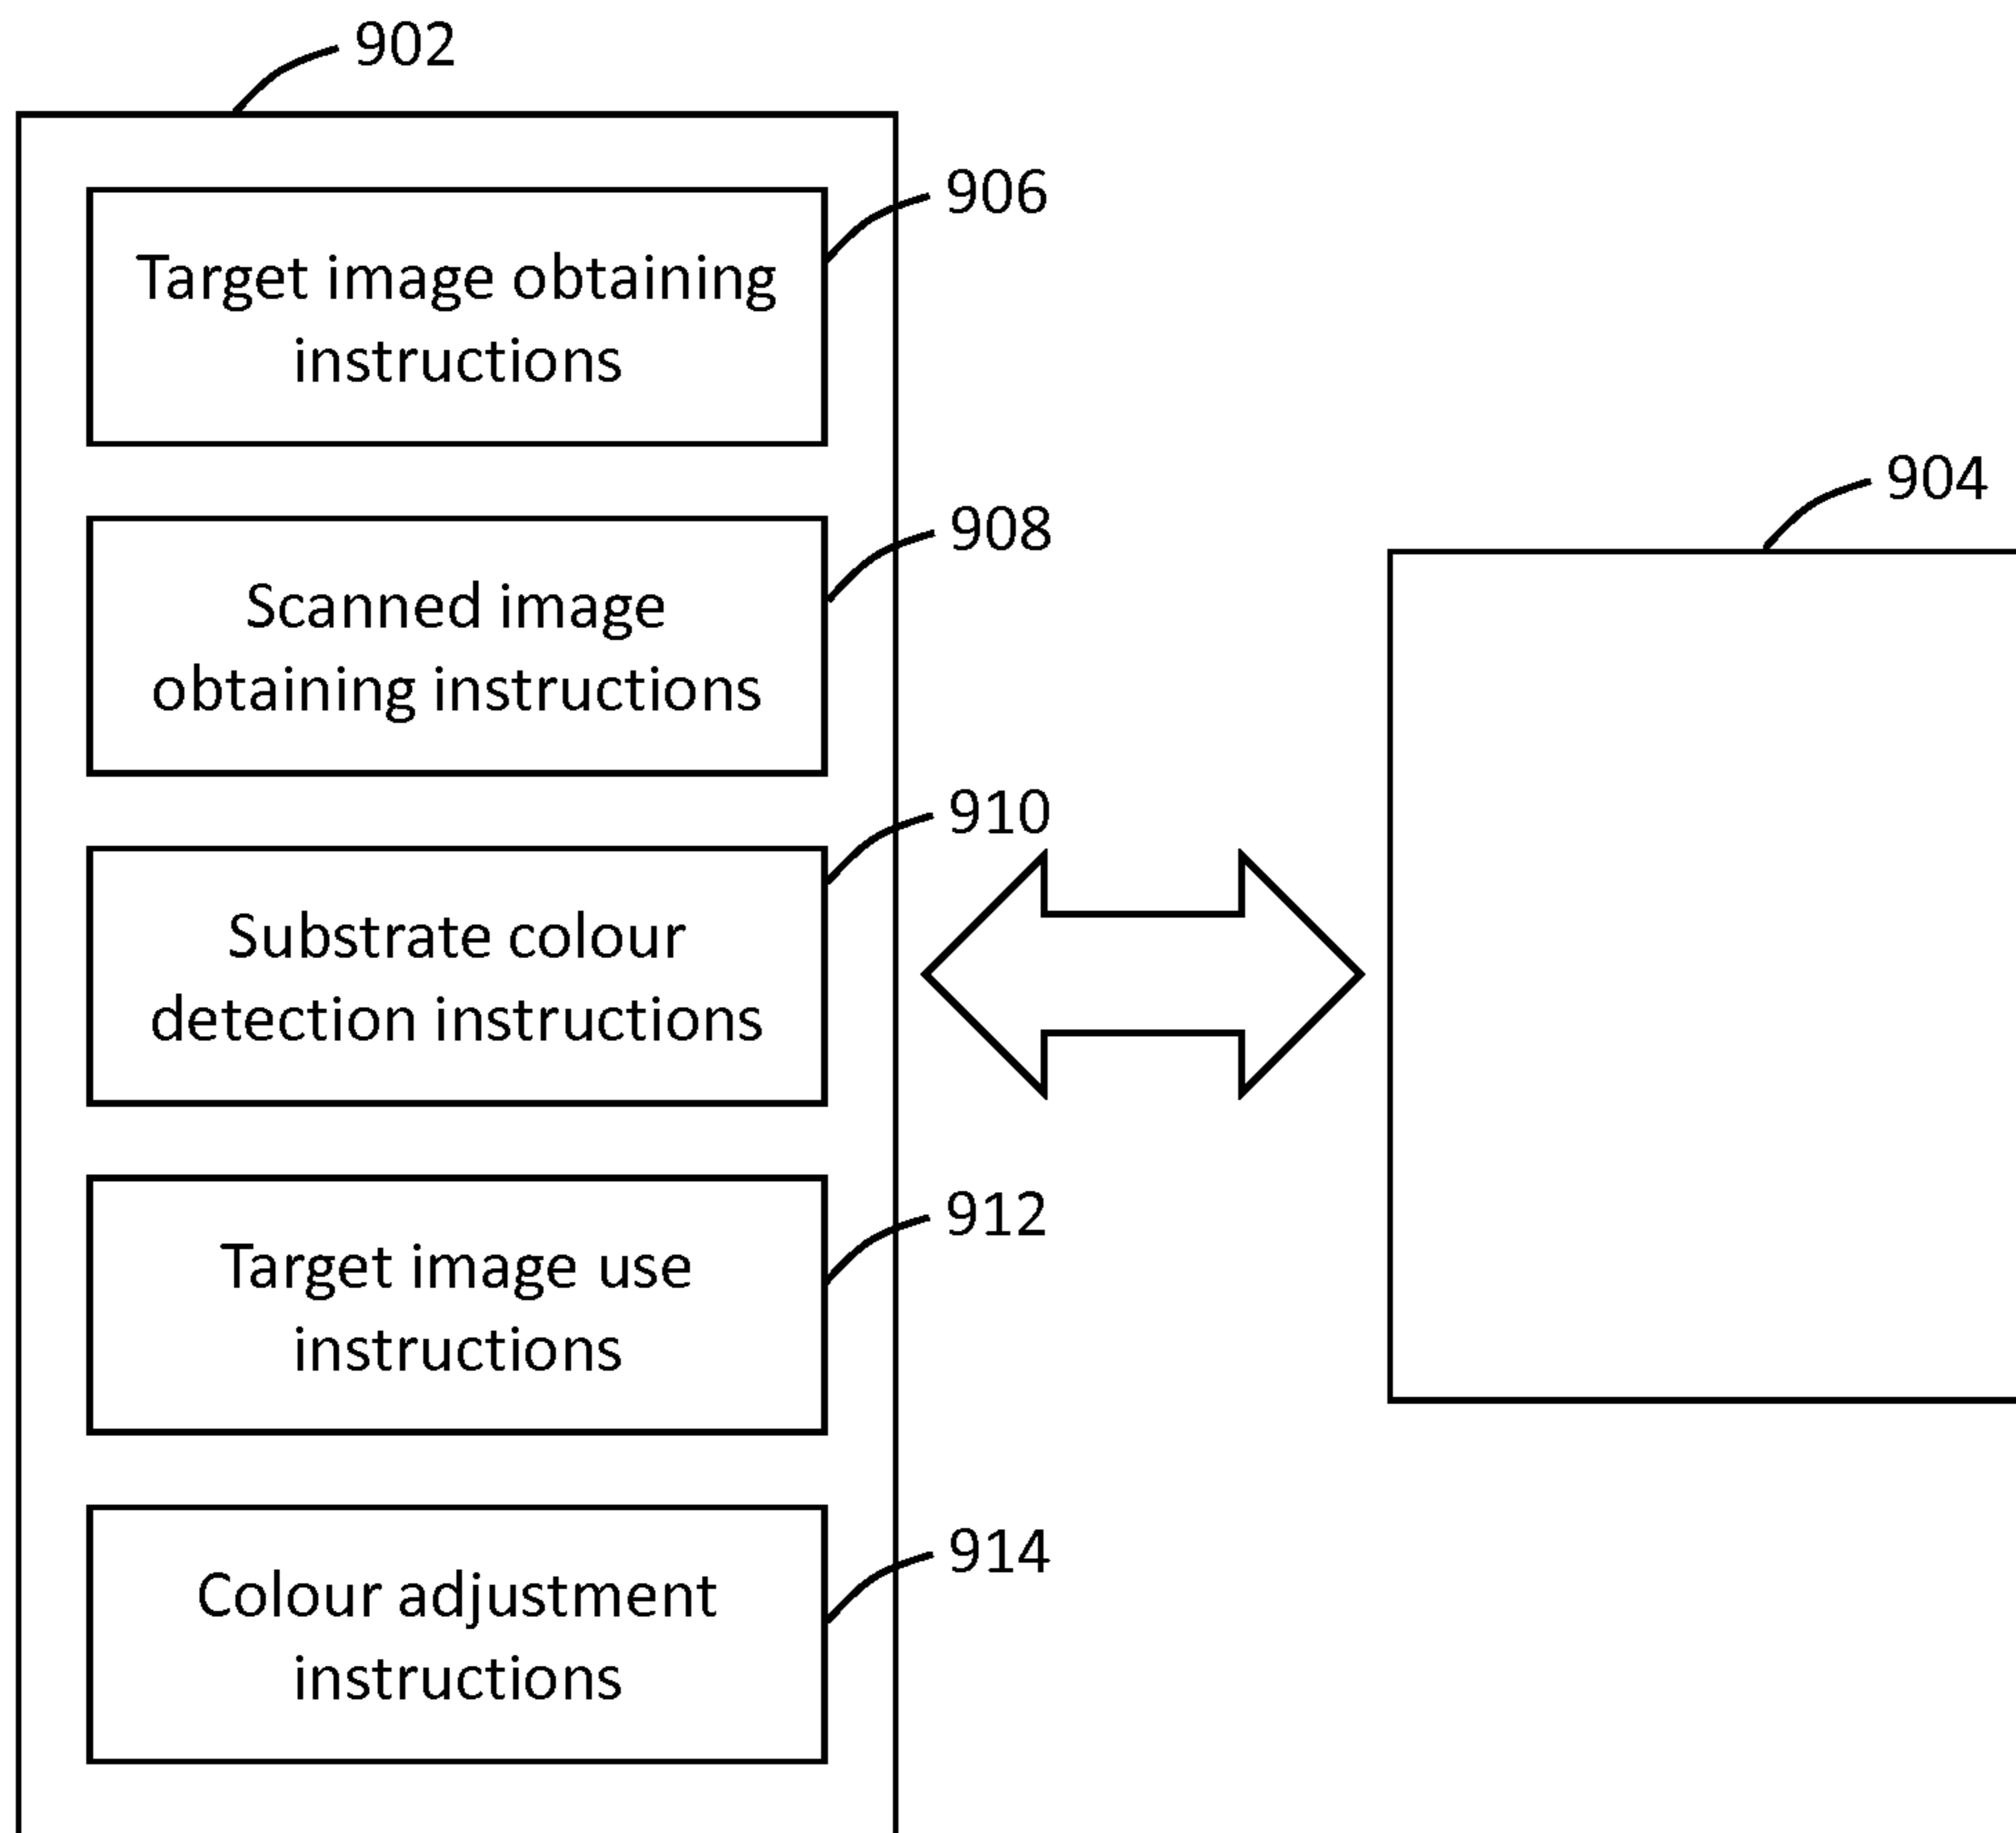 902
906
Target image obtaining
instructions
904
908
Scanned image
obtaining instructions
910
Substrate colour
detection instructions
912
Target image use
instructions
914
Colour adjustment
instructions